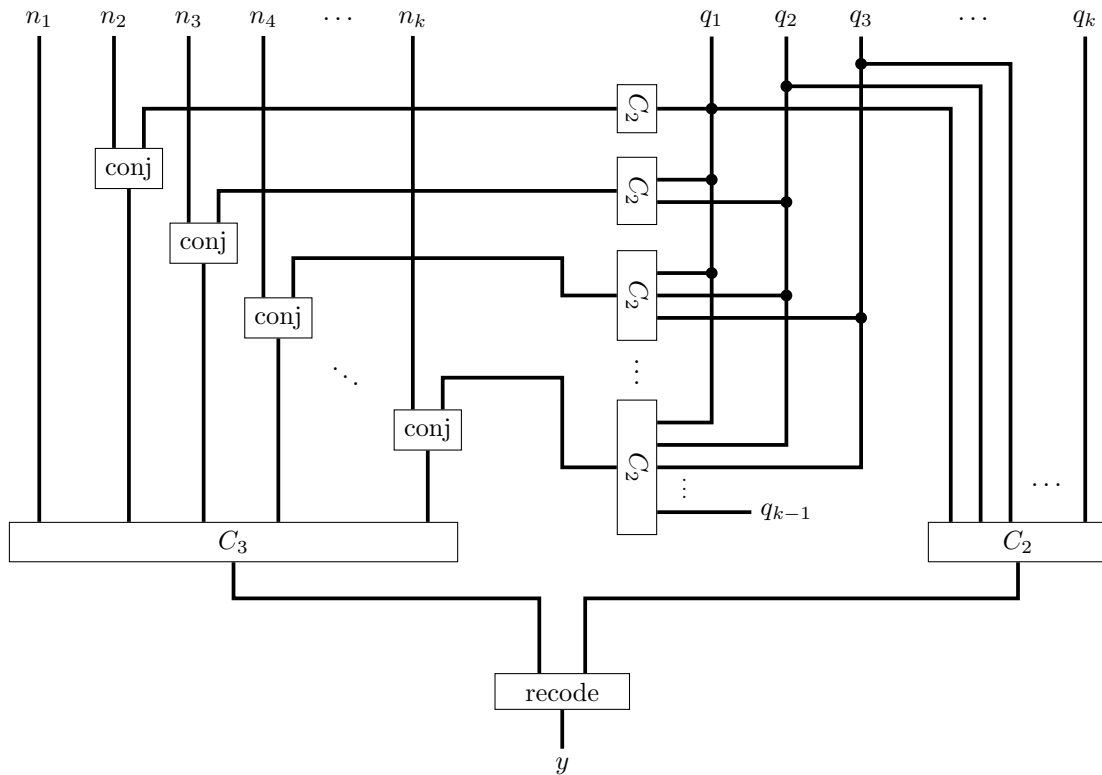 n₁ n₂ n₃ n₄ ⋯ nₖ q₁ q₂ q₃ ⋯ qₖ
C₂
conj
C₂
conj
C₂
conj
⋮
⋱
conj
C₂
⋮
⋯
qₖ₋₁
C₃
C₂
recode
y